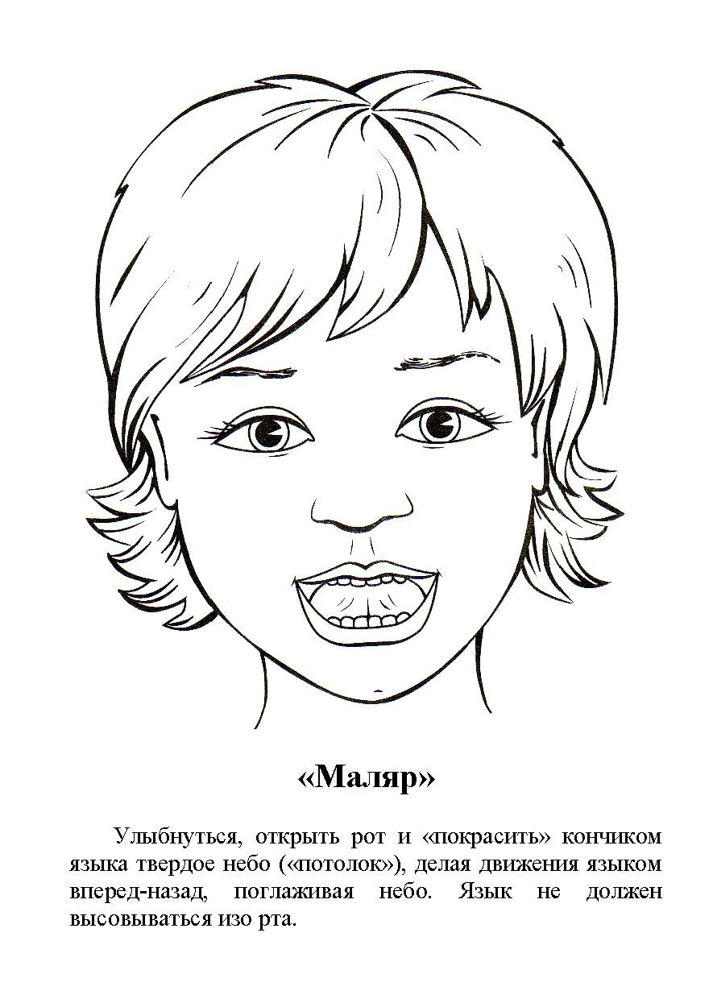 «Маляр»
Улыбнуться, открыть рот и «покрасить» кончиком
языка твердое небо («потолок»), делая движения языком
вперед-назад, поглаживая небо. Язык не должен
высовываться изо рта.